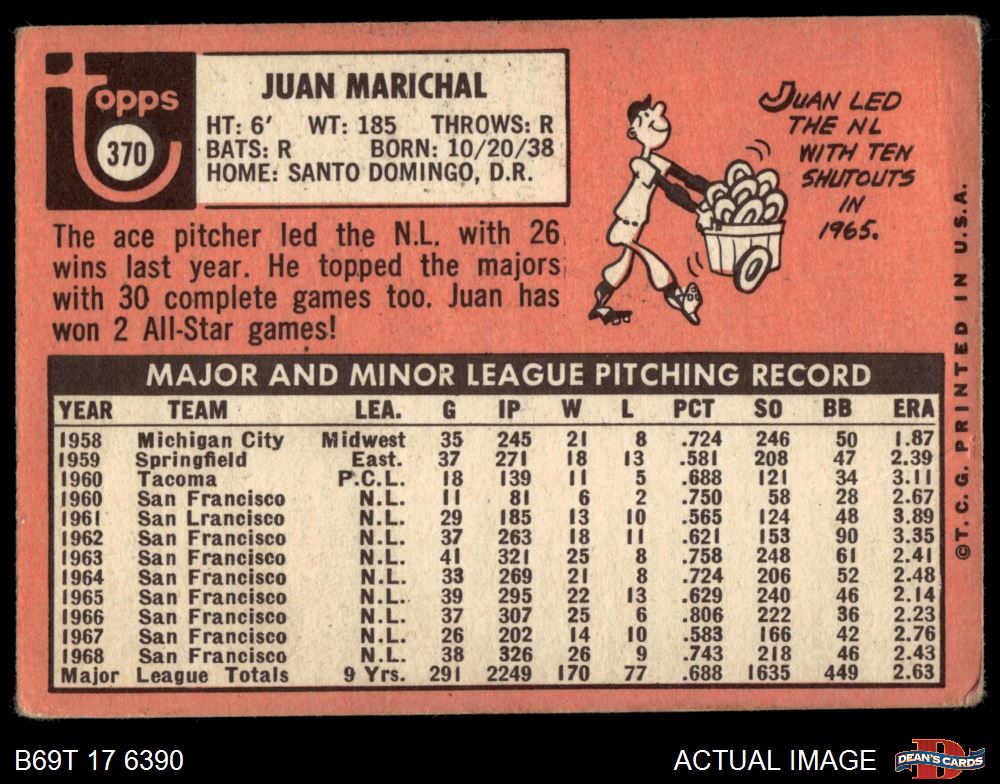 topps
370
JUAN MARICHAL
HT: 6' WT: 185 THROWS: R
BATS: R BORN: 10/20/38
HOME: SANTO DOMINGO, D.R.
The ace pitcher led the N.L. with 26
wins last year. He topped the majors
with 30 complete games too. Juan has
won 2 All-Star games!
JUAN LED
THE NL
WITH TEN
SHUTOUTS
IN
1965.
MAJOR AND MINOR LEAGUE PITCHING RECORD
YEAR TEAM LEA. G IP W L PCT SO BB ERA
1958 Michigan City Midwest 35 245 21 8 .724 246 50 1.87
1959 Springfield East. 37 271 18 13 .581 208 47 2.39
1960 Tacoma P.C.L. 18 139 11 5 .688 121 34 3.11
1960 San Francisco N.L. 11 81 6 2 .750 58 28 2.67
1961 San Lrancisco N.L. 29 185 13 10 .565 124 48 3.89
1962 San Francisco N.L. 37 263 18 11 .621 153 90 3.35
1963 San Francisco N.L. 41 321 25 8 .758 248 61 2.41
1964 San Francisco N.L. 33 269 21 8 .724 206 52 2.48
1965 San Francisco N.L. 39 295 22 13 .629 240 46 2.14
1966 San Francisco N.L. 37 307 25 6 .806 222 36 2.23
1967 San Francisco N.L. 26 202 14 10 .583 166 42 2.76
1968 San Francisco N.L. 38 326 26 9 .743 218 46 2.43
Major League Totals 9 Yrs. 291 2249 170 77 .688 1635 449 2.63
©T.C.G. PRINTED IN U.S.A.
B69T 17 6390
ACTUAL IMAGE
DEAN'S CARDS